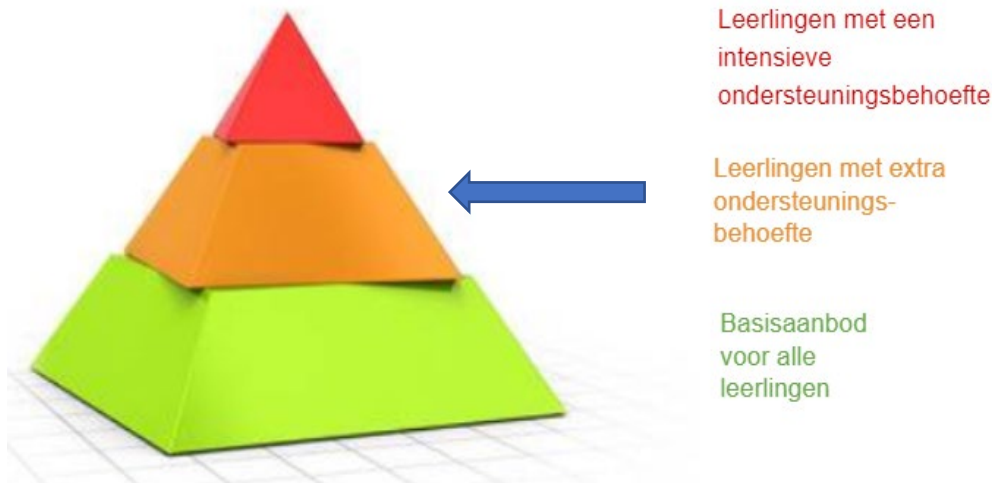 Leerlingen met een
intensieve
ondersteuningsbehoefte
Leerlingen met extra
ondersteunings-
behoefte
Basisaanbod
voor alle
leerlingen